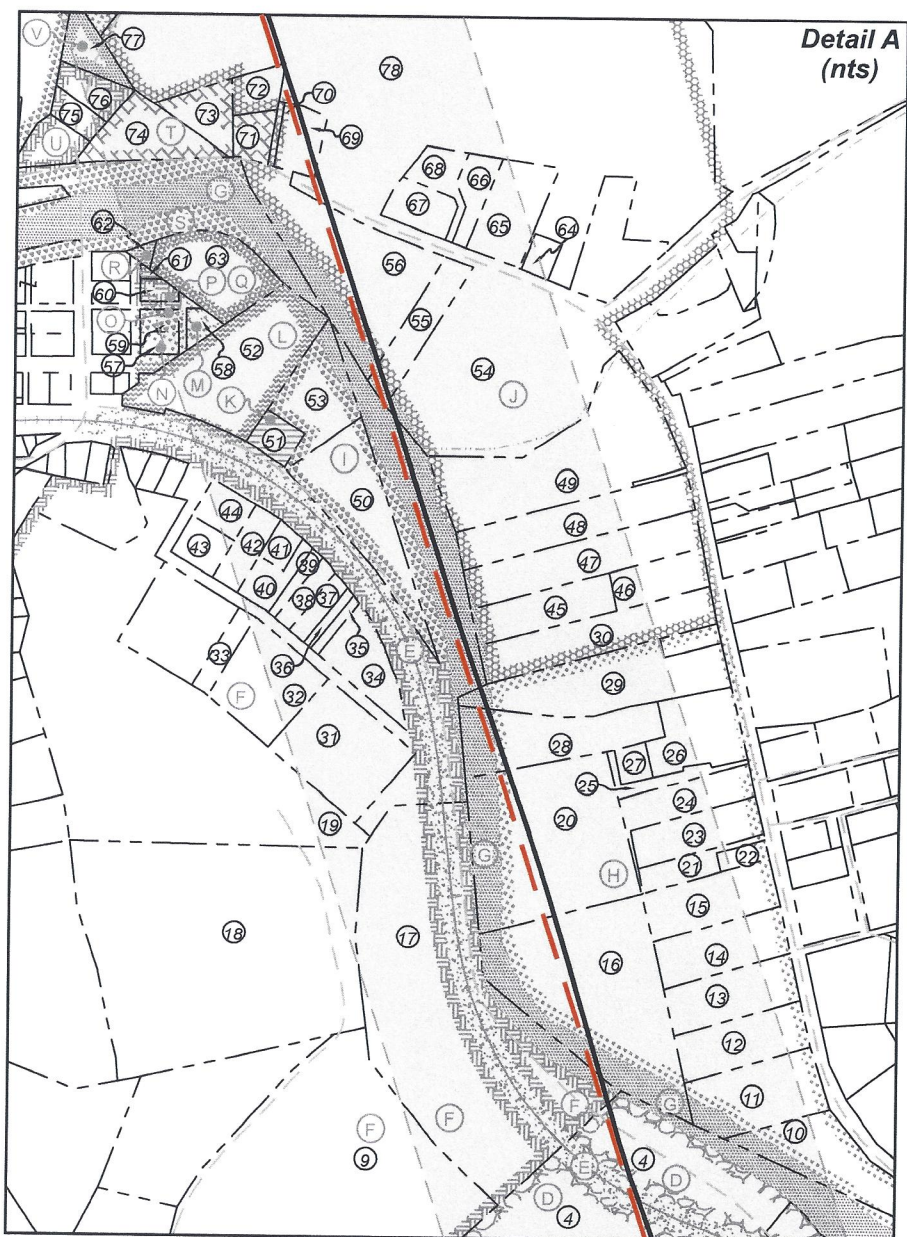 Detail A
(nts)
V
77
78
76
72
70
75
73
69
74
T
71
U
68
66
G
67
62
S
65
64
61
63
56
R
P
Q
60
55
O
L
52
54
59
57
58
J
N
M
K
53
51
I
49
50
44
48
43
42
41
47
39
46
40
38
37
45
30
33
36
35
E
34
29
F
32
31
28
27
26
25
24
19
20
23
G
21
22
H
15
18
17
14
16
13
12
11
F
G
F
F
10
9
4
E
D
D
4